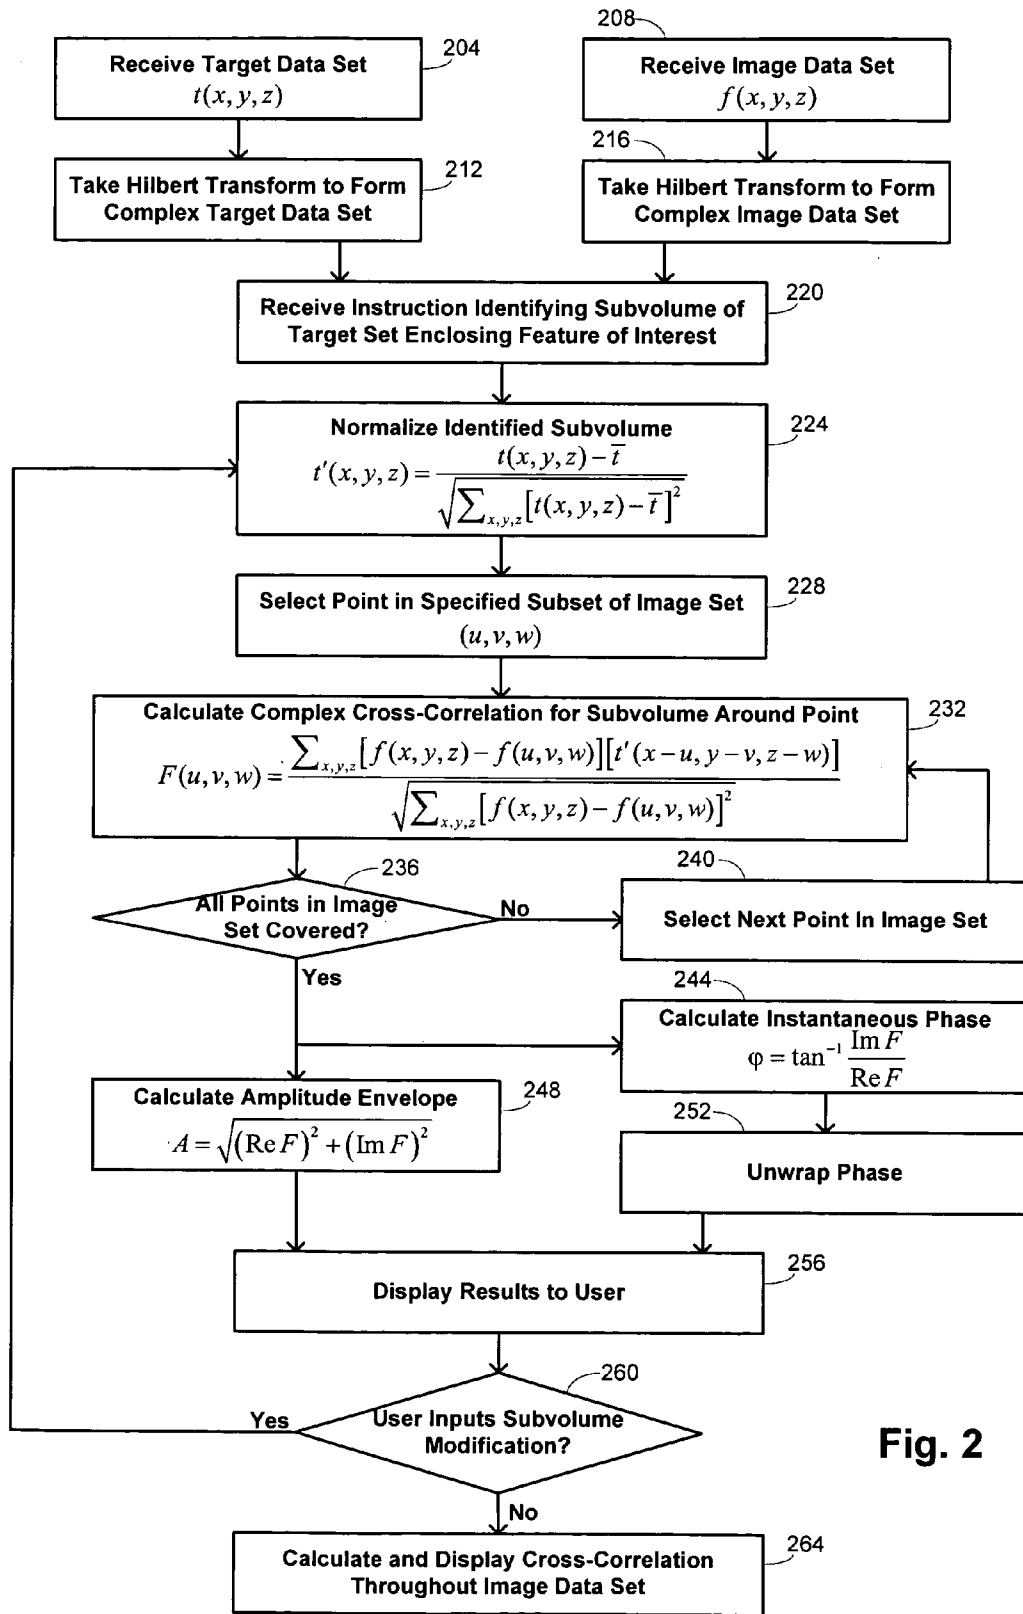 204
Receive Target Data Set
t(x, y, z)
208
Receive Image Data Set
f(x, y, z)
212
Take Hilbert Transform to Form
Complex Target Data Set
216
Take Hilbert Transform to Form
Complex Image Data Set
220
Receive Instruction Identifying Subvolume of
Target Set Enclosing Feature of Interest
224
Normalize Identified Subvolume
t′(x, y, z) = (t(x, y, z) − t̅) / √(∑x,y,z [t(x, y, z) − t̅]²)
228
Select Point in Specified Subset of Image Set
(u, v, w)
232
Calculate Complex Cross-Correlation for Subvolume Around Point
F(u, v, w) = (∑x,y,z [f(x, y, z) − f(u, v, w)][t′(x − u, y − v, z − w)]) / √(∑x,y,z [f(x, y, z) − f(u, v, w)]²)
236
All Points in Image
Set Covered?
No
240
Select Next Point In Image Set
Yes
244
Calculate Instantaneous Phase
φ = tan⁻¹ (Im F / Re F)
248
Calculate Amplitude Envelope
A = √((Re F)² + (Im F)²)
252
Unwrap Phase
256
Display Results to User
260
User Inputs Subvolume
Modification?
Yes
No
Fig. 2
264
Calculate and Display Cross-Correlation
Throughout Image Data Set